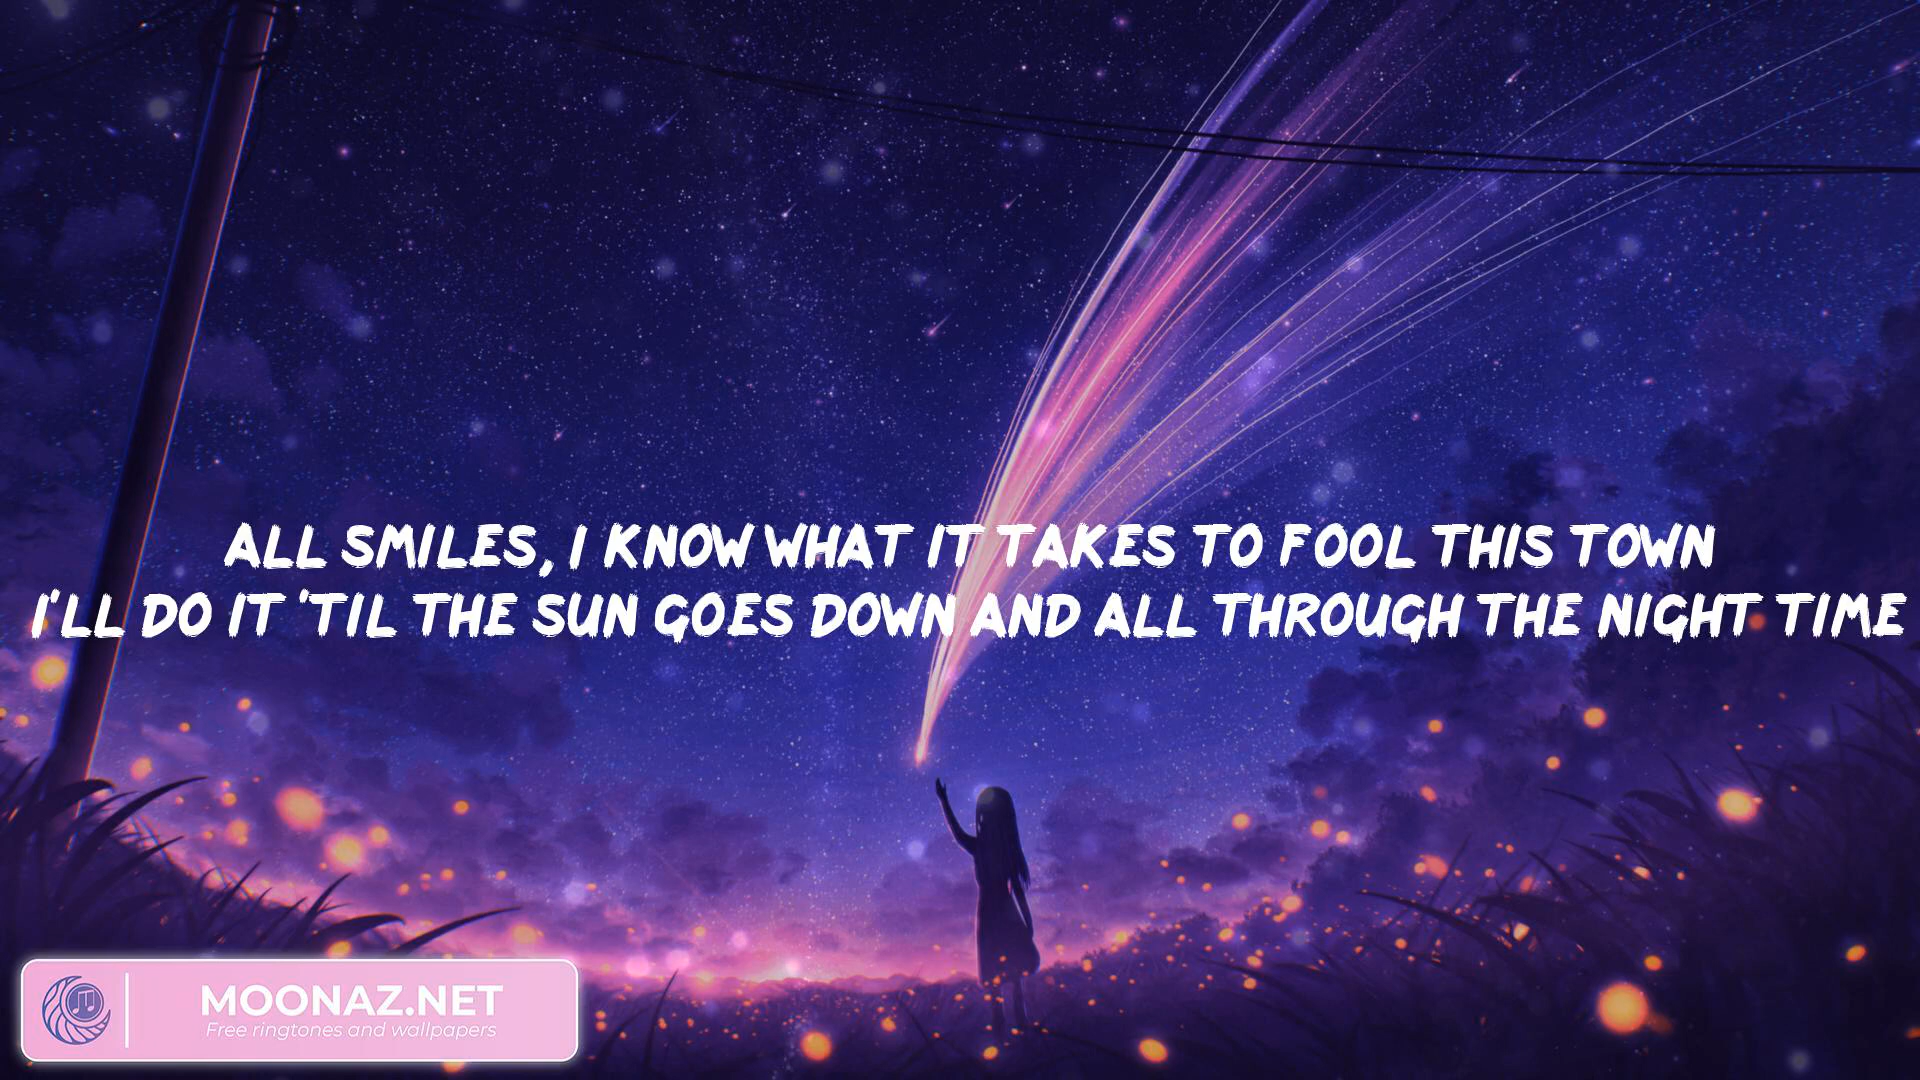 ALL SMILES, I KNOW WHAT IT TAKES TO FOOL THIS TOWN
I'LL DO IT 'TIL THE SUN GOES DOWN AND ALL THROUGH THE NIGHT TIME
MOONAZ.NET
Free ringtones and wallpapers